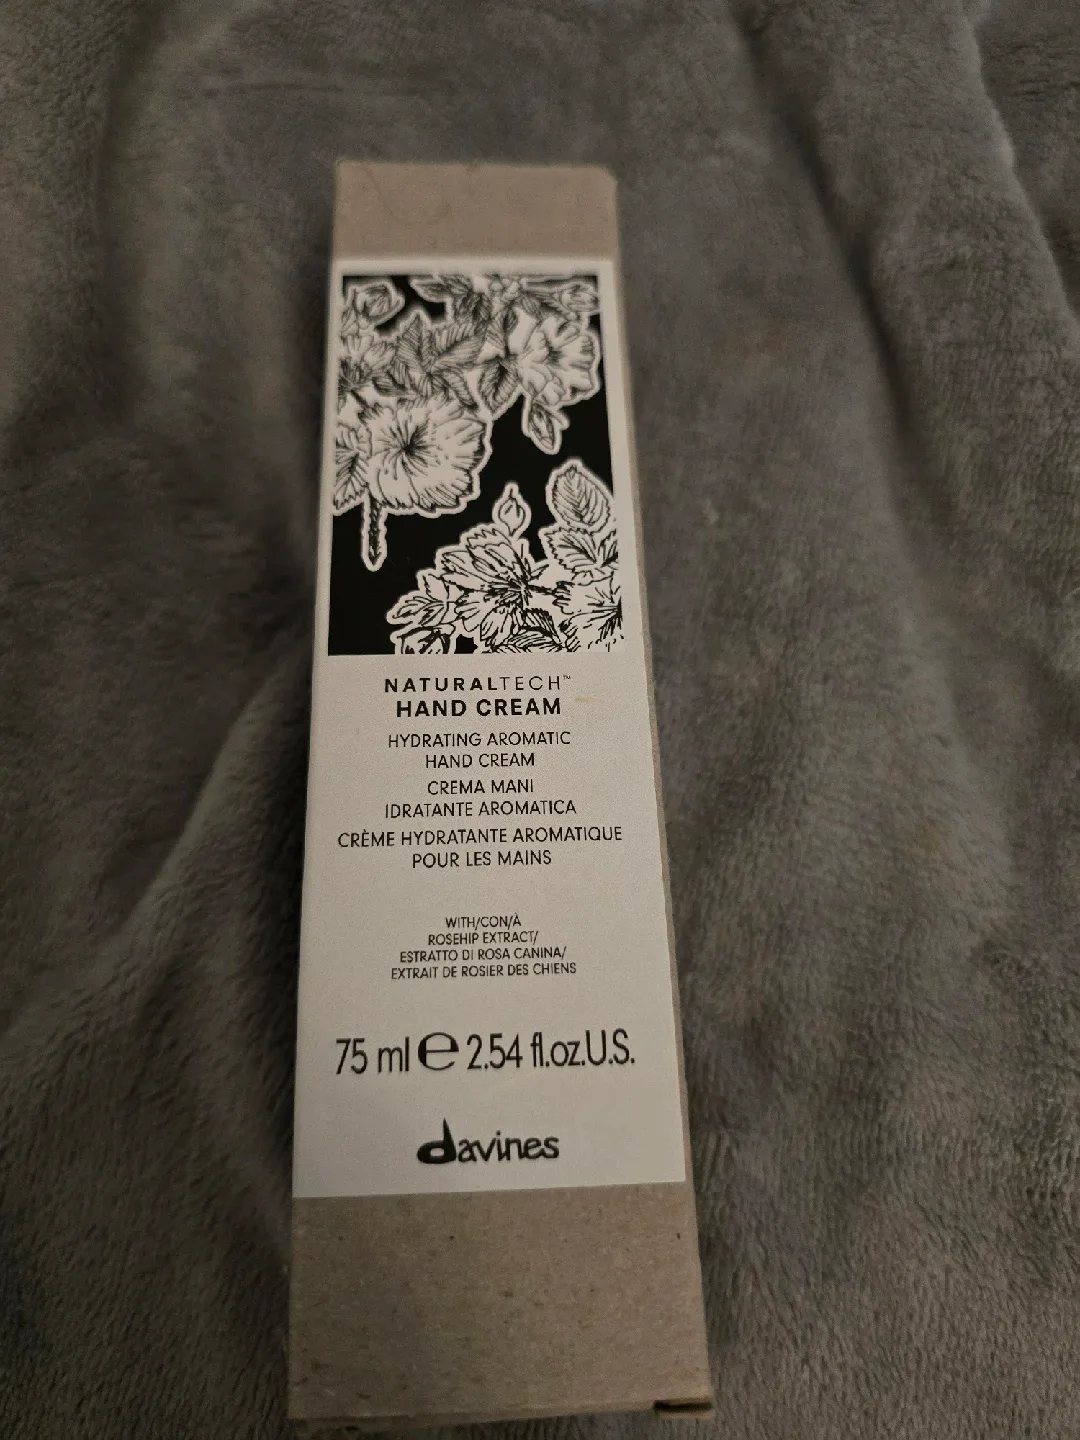 NATURALTECH™
HAND CREAM
HYDRATING AROMATIC
HAND CREAM
CREMA MANI
IDRATANTE AROMATICA
CRÈME HYDRATANTE AROMATIQUE
POUR LES MAINS
WITH/CON/À
ROSEHIP EXTRACT/
ESTRATTO DI ROSA CANINA/
EXTRAIT DE ROSIER DES CHIENS
75 ml ℮ 2.54 fl.oz.U.S.
davines